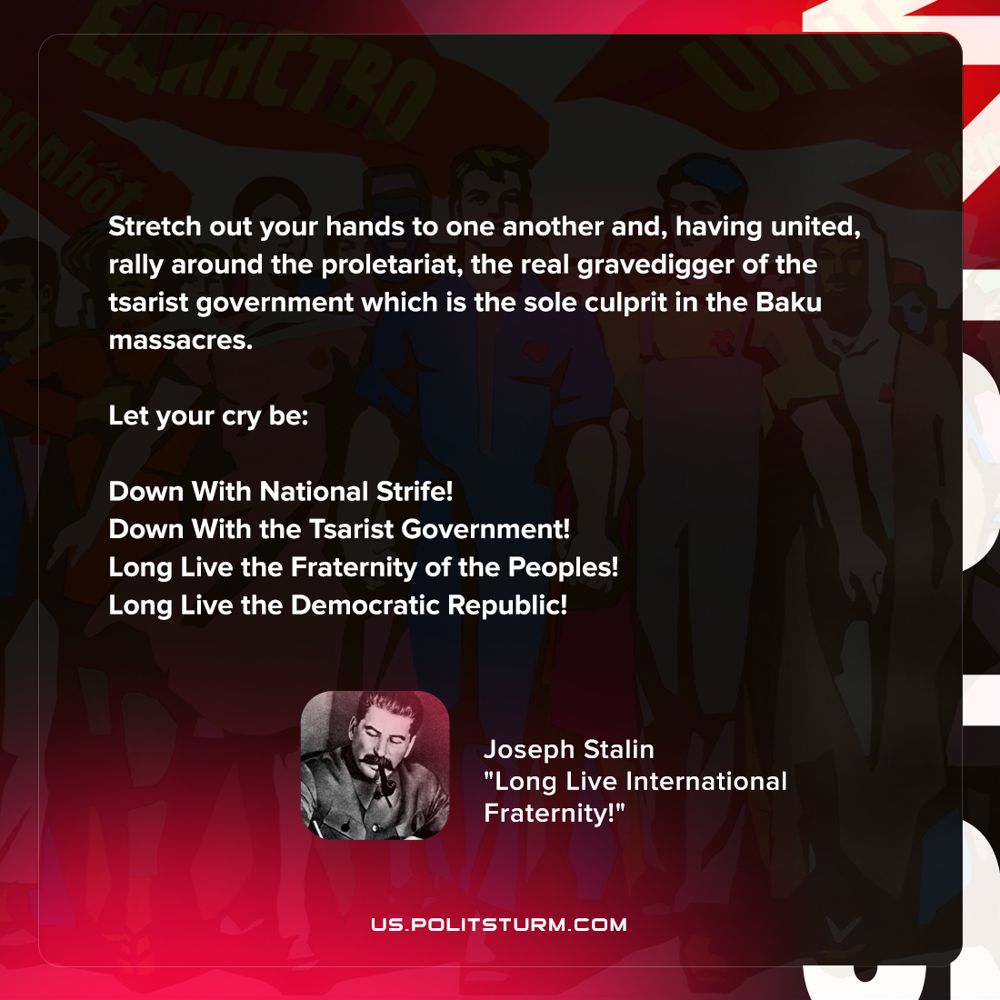 ЕДИНСТВО
UNITE
ng nhốt
Stretch out your hands to one another and, having united,
rally around the proletariat, the real gravedigger of the
tsarist government which is the sole culprit in the Baku
massacres.
Let your cry be:
Down With National Strife!
Down With the Tsarist Government!
Long Live the Fraternity of the Peoples!
Long Live the Democratic Republic!
Joseph Stalin
"Long Live International
Fraternity!"
US.POLITSTURM.COM